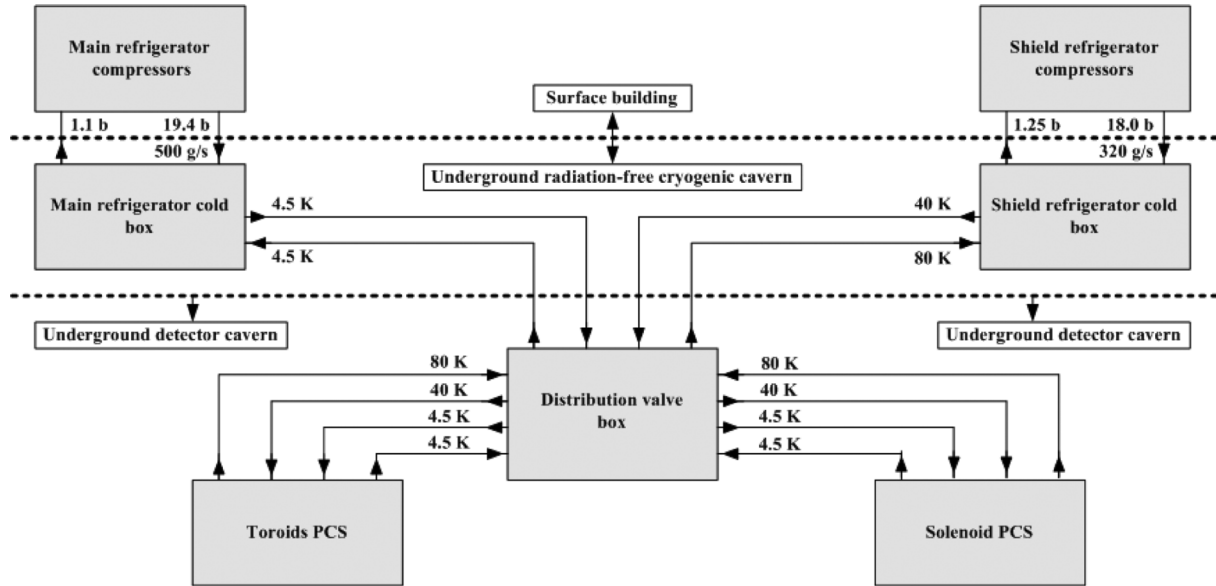 Main refrigerator
compressors
Shield refrigerator
compressors
1.1 b
19.4 b
Surface building
1.25 b
18.0 b
500 g/s
320 g/s
Underground radiation-free cryogenic cavern
Main refrigerator cold
box
4.5 K
4.5 K
40 K
80 K
Shield refrigerator cold
box
Underground detector cavern
Underground detector cavern
80 K
40 K
4.5 K
4.5 K
Distribution valve
box
80 K
40 K
4.5 K
4.5 K
Toroids PCS
Solenoid PCS